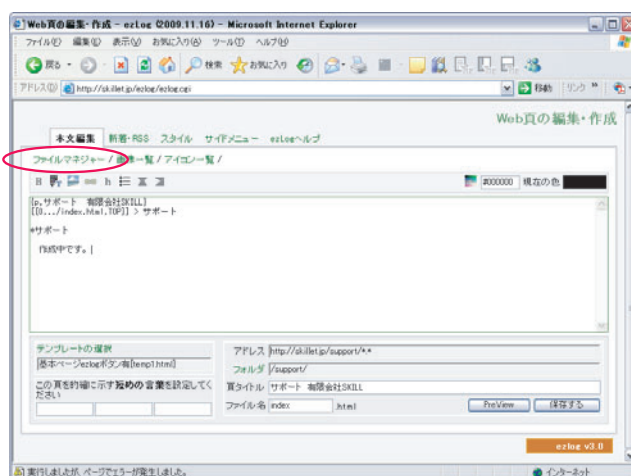 Web頁の編集・作成 - ezLog (2009.11.16) - Microsoft Internet Explorer
ファイル(F) 編集(E) 表示(V) お気に入り(A) ツール(T) ヘルプ(H)
戻る 検索 お気に入り
アドレス(D) http://skillet.jp/ezlog/ezlog.cgi 移動 リンク
Web頁の編集・作成
本文編集 新着・RSS スタイル サイドメニュー ezLogヘルプ
ファイルマネジャー / 画像一覧 / アイコン一覧 /
B h #000000 現在の色
[p.サポート 有限会社SKILL]
[[0.../index.html.TOP]] > サポート
*サポート
作成中です。
テンプレートの選択
基本ページezlogボタン有[temp1.html]
この頁を的確に示す短めの言葉を設定してください
アドレス http://skillet.jp/support/*.*
フォルダ /support/
頁タイトル サポート 有限会社SKILL
ファイル名 index .html PreView 保存する
ezlog v3.0
実行しましたが、ページでエラーが発生しました。 インターネット